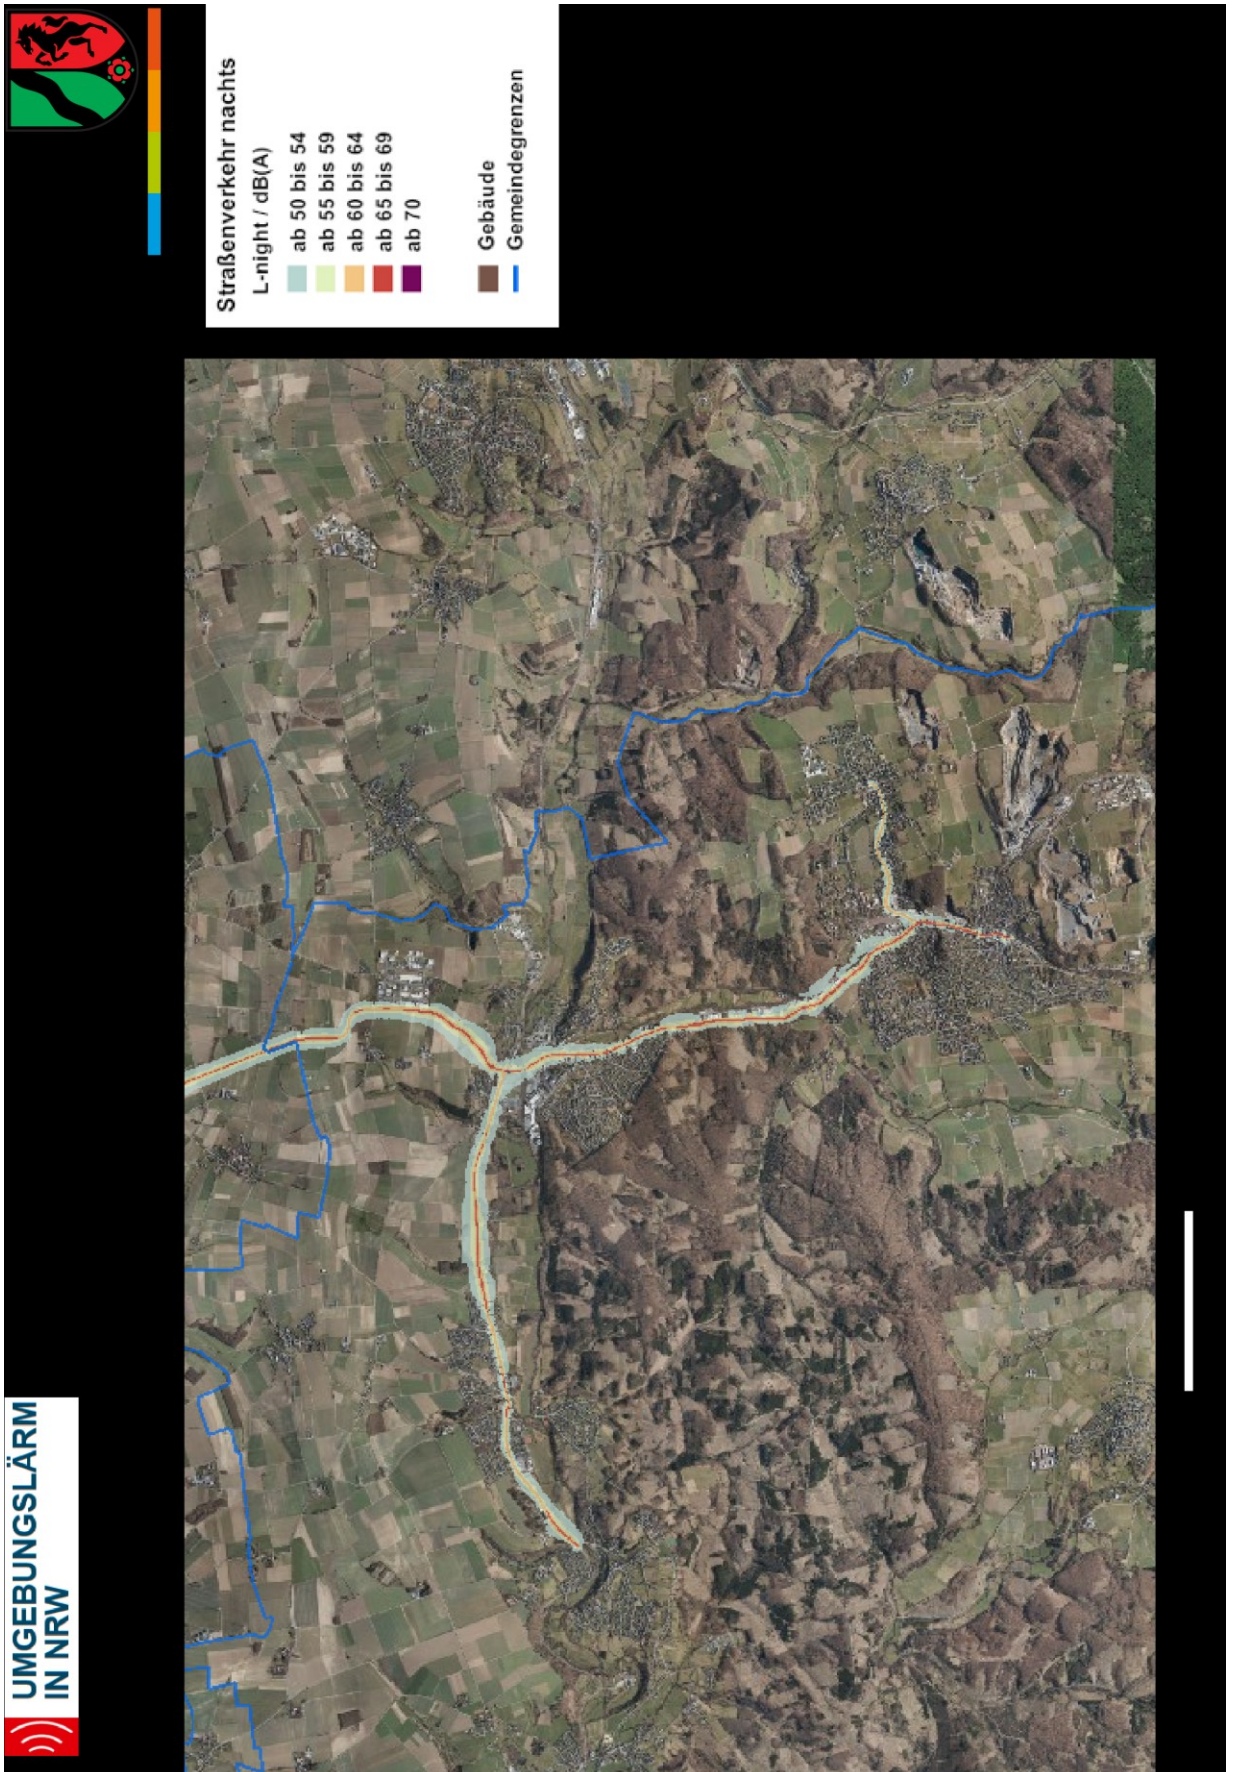 UMGEBUNGSLÄRM
IN NRW
Straßenverkehr nachts
L-night / dB(A)
ab 50 bis 54
ab 55 bis 59
ab 60 bis 64
ab 65 bis 69
ab 70
Gebäude
Gemeindegrenzen